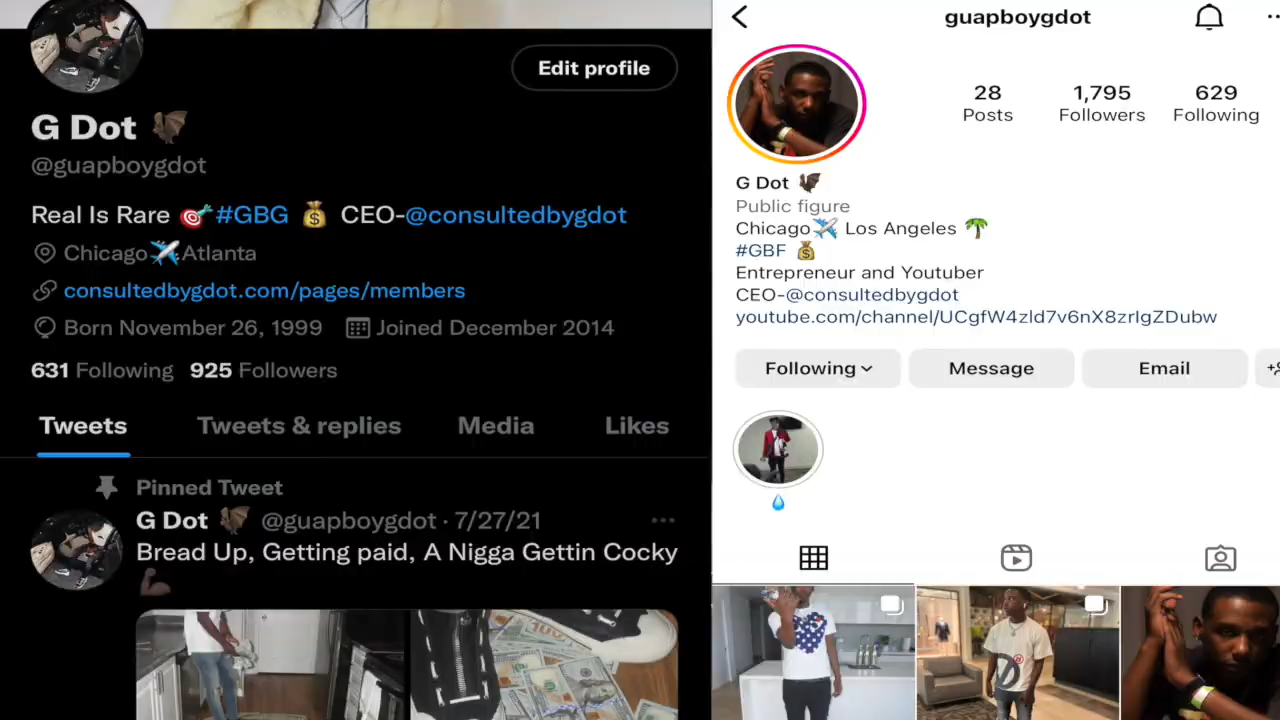 Edit profile
G Dot 🦇
@guapboygdot
Real Is Rare 🎯#GBG 💰 CEO-@consultedbygdot
Chicago✈️Atlanta
consultedbygdot.com/pages/members
Born November 26, 1999 Joined December 2014
631 Following 925 Followers
Tweets Tweets & replies Media Likes
Pinned Tweet
G Dot 🦇 @guapboygdot · 7/27/21
Bread Up, Getting paid, A Nigga Gettin Cocky
💪🏿
guapboygdot
28 1,795 629
Posts Followers Following
G Dot 🦇
Public figure
Chicago✈️ Los Angeles 🌴
#GBF 💰
Entrepreneur and Youtuber
CEO-@consultedbygdot
youtube.com/channel/UCgfW4zld7v6nX8zrIgZDubw
Following Message Email
💧